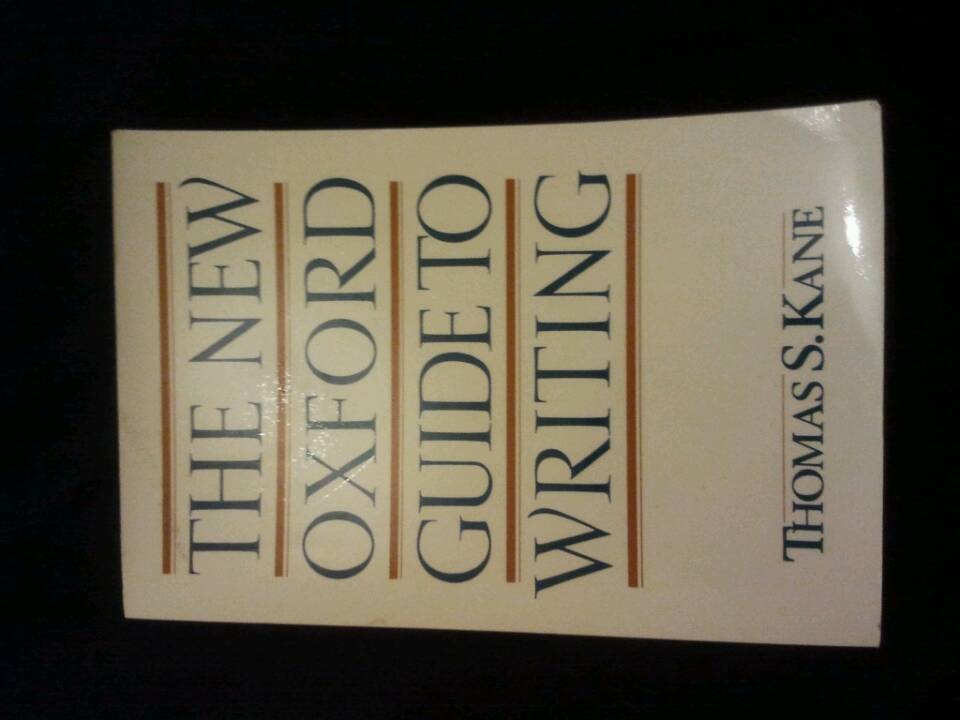 THE NEW
OXFORD
GUIDE TO
WRITING
THOMAS S. KANE